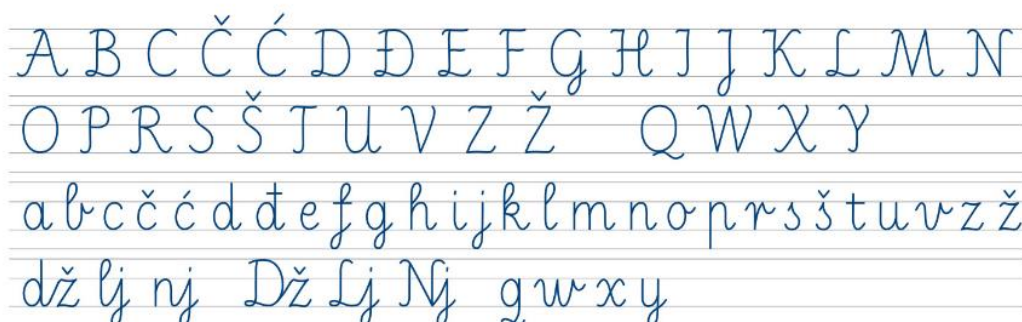 A B C Č Ć D Đ E F G H I J K L M N
O P R S Š T U V Z Ž Q W X Y
a b c č ć d đ e f g h i j k l m n o p r s š t u v z ž
dž lj nj Dž Lj Nj q w x y